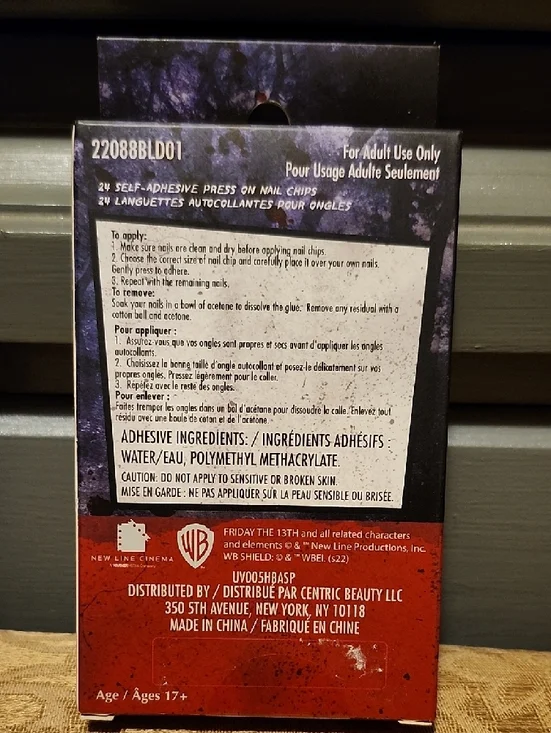 22088BLD01
For Adult Use Only
Pour Usage Adulte Seulement
24 SELF-ADHESIVE PRESS ON NAIL CHIPS
24 LANGUETTES AUTOCOLLANTES POUR ONGLES
To apply:
1. Make sure nails are clean and dry before applying nail chips.
2. Choose the correct size of nail chip and carefully place it over your own nails.
Gently press to adhere.
3. Repeat with the remaining nails.
To remove:
Soak your nails in a bowl of acetone to dissolve the glue. Remove any residual with a
cotton ball and acetone.
Pour appliquer :
1. Assurez-vous que vos ongles sont propres et secs avant d'appliquer les ongles
autocollants.
2. Choisissez la bonne taille d'ongle autocollant et posez-le délicatement sur vos
propres ongles. Pressez légèrement pour le coller.
3. Répétez avec le reste des ongles.
Pour enlever :
Faites tremper les ongles dans un bol d'acétone pour dissoudre la colle. Enlevez tout
résidu avec une boule de coton et de l'acétone.
ADHESIVE INGREDIENTS: / INGRÉDIENTS ADHÉSIFS :
WATER/EAU, POLYMETHYL METHACRYLATE.
CAUTION: DO NOT APPLY TO SENSITIVE OR BROKEN SKIN.
MISE EN GARDE : NE PAS APPLIQUER SUR LA PEAU SENSIBLE OU BRISÉE.
NEW LINE CINEMA
WB
FRIDAY THE 13TH and all related characters
and elements © & ™ New Line Productions, Inc.
WB SHIELD: © & ™ WBEI. (s22)
UV005HBASP
DISTRIBUTED BY / DISTRIBUÉ PAR CENTRIC BEAUTY LLC
350 5TH AVENUE, NEW YORK, NY 10118
MADE IN CHINA / FABRIQUÉ EN CHINE
Age / Âges 17+